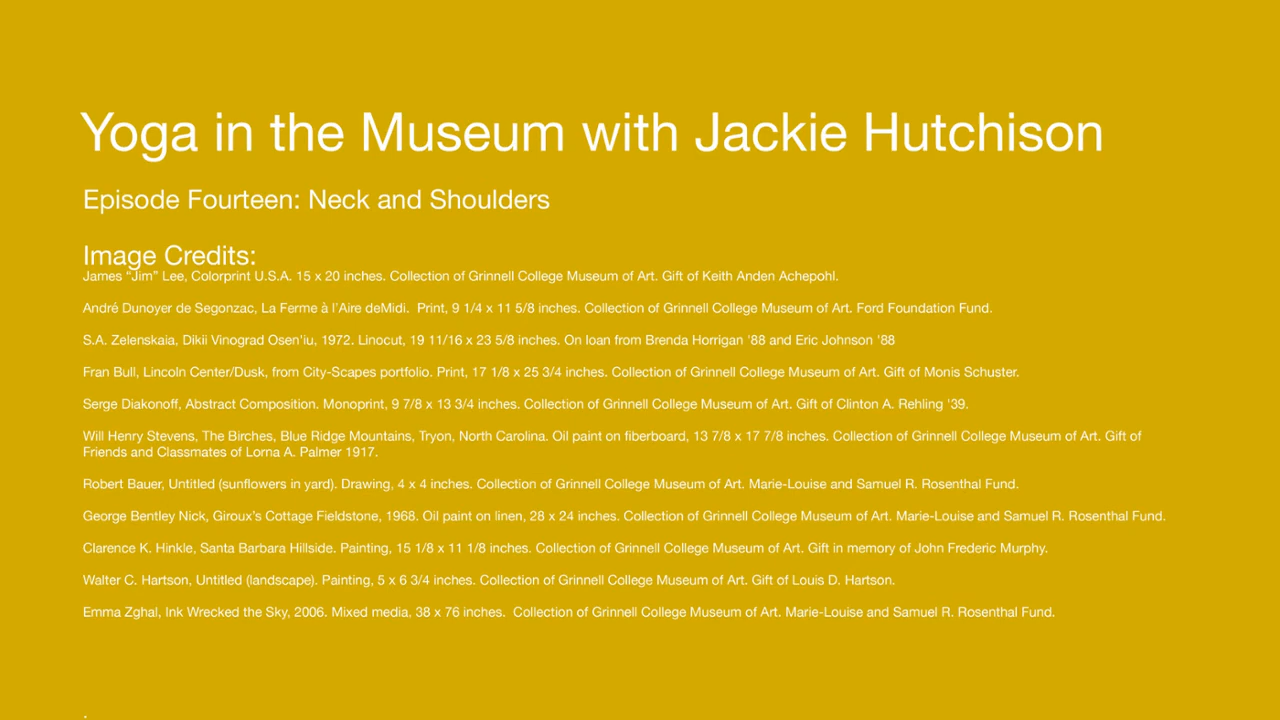 Yoga in the Museum with Jackie Hutchison
Episode Fourteen: Neck and Shoulders
Image Credits:
James “Jim” Lee, Colorprint U.S.A. 15 x 20 inches. Collection of Grinnell College Museum of Art. Gift of Keith Anden Achepohl.
André Dunoyer de Segonzac, La Ferme à l’Aire deMidi.  Print, 9 1/4 x 11 5/8 inches. Collection of Grinnell College Museum of Art. Ford Foundation Fund.
S.A. Zelenskaia, Dikii Vinograd Osen'iu, 1972. Linocut, 19 11/16 x 23 5/8 inches. On loan from Brenda Horrigan '88 and Eric Johnson '88
Fran Bull, Lincoln Center/Dusk, from City-Scapes portfolio. Print, 17 1/8 x 25 3/4 inches. Collection of Grinnell College Museum of Art. Gift of Monis Schuster.
Serge Diakonoff, Abstract Composition. Monoprint, 9 7/8 x 13 3/4 inches. Collection of Grinnell College Museum of Art. Gift of Clinton A. Rehling '39.
Will Henry Stevens, The Birches, Blue Ridge Mountains, Tryon, North Carolina. Oil paint on fiberboard, 13 7/8 x 17 7/8 inches. Collection of Grinnell College Museum of Art. Gift of
Friends and Classmates of Lorna A. Palmer 1917.
Robert Bauer, Untitled (sunflowers in yard). Drawing, 4 x 4 inches. Collection of Grinnell College Museum of Art. Marie-Louise and Samuel R. Rosenthal Fund.
George Bentley Nick, Giroux’s Cottage Fieldstone, 1968. Oil paint on linen, 28 x 24 inches. Collection of Grinnell College Museum of Art. Marie-Louise and Samuel R. Rosenthal Fund.
Clarence K. Hinkle, Santa Barbara Hillside. Painting, 15 1/8 x 11 1/8 inches. Collection of Grinnell College Museum of Art. Gift in memory of John Frederic Murphy.
Walter C. Hartson, Untitled (landscape). Painting, 5 x 6 3/4 inches. Collection of Grinnell College Museum of Art. Gift of Louis D. Hartson.
Emma Zghal, Ink Wrecked the Sky, 2006. Mixed media, 38 x 76 inches.  Collection of Grinnell College Museum of Art. Marie-Louise and Samuel R. Rosenthal Fund.
.